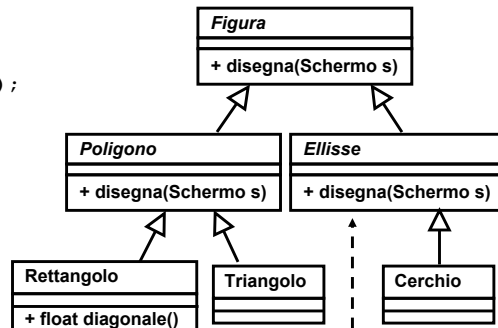 Figura
) ;
+ disegna(Schermo s)
Poligono
Ellisse
+ disegna(Schermo s)
+ disegna(Schermo s)
Rettangolo
Triangolo
Cerchio
+ float diagonale()